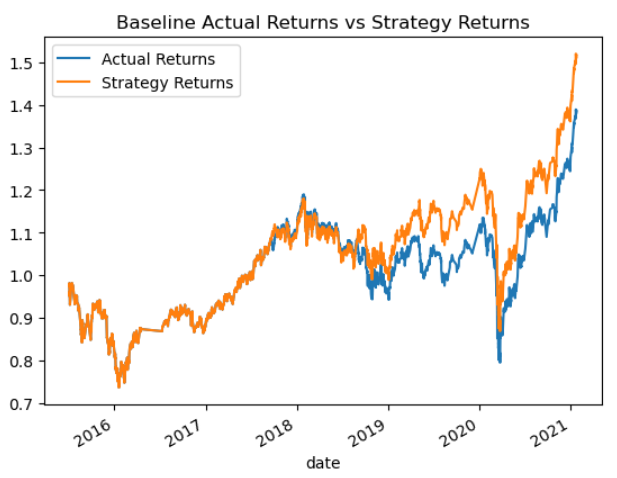 Baseline Actual Returns vs Strategy Returns
Actual Returns
Strategy Returns
1.5
1.4
1.3
1.2
1.1
1.0
0.9
0.8
0.7
2016 2017 2018 2019 2020 2021
date